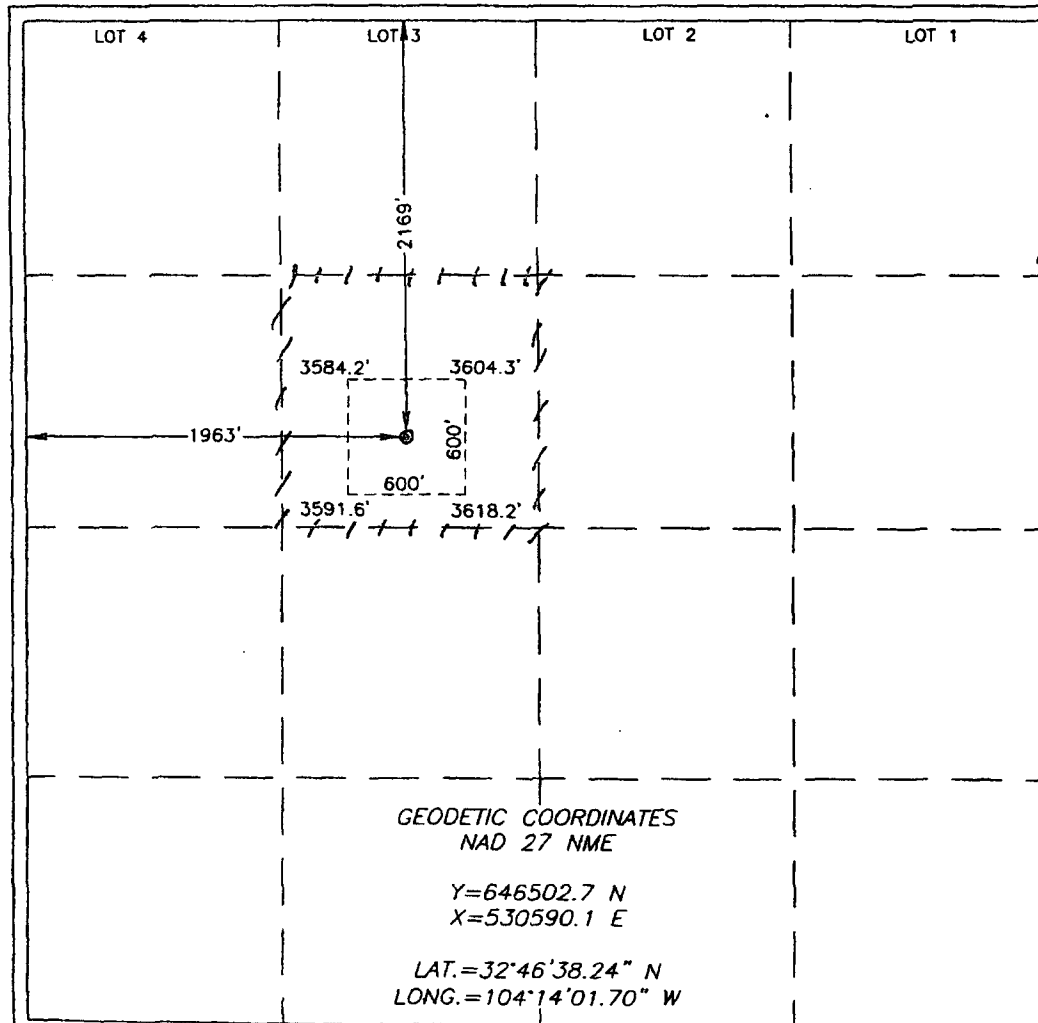 LOT 4
LOT 3
LOT 2
LOT 1
2169'
3584.2'
3604.3'
1963'
600'
600'
3591.6'
3618.2'
GEODETIC COORDINATES
NAD 27 NME
Y=646502.7 N
X=530590.1 E
LAT.=32°46'38.24" N
LONG.=104°14'01.70" W